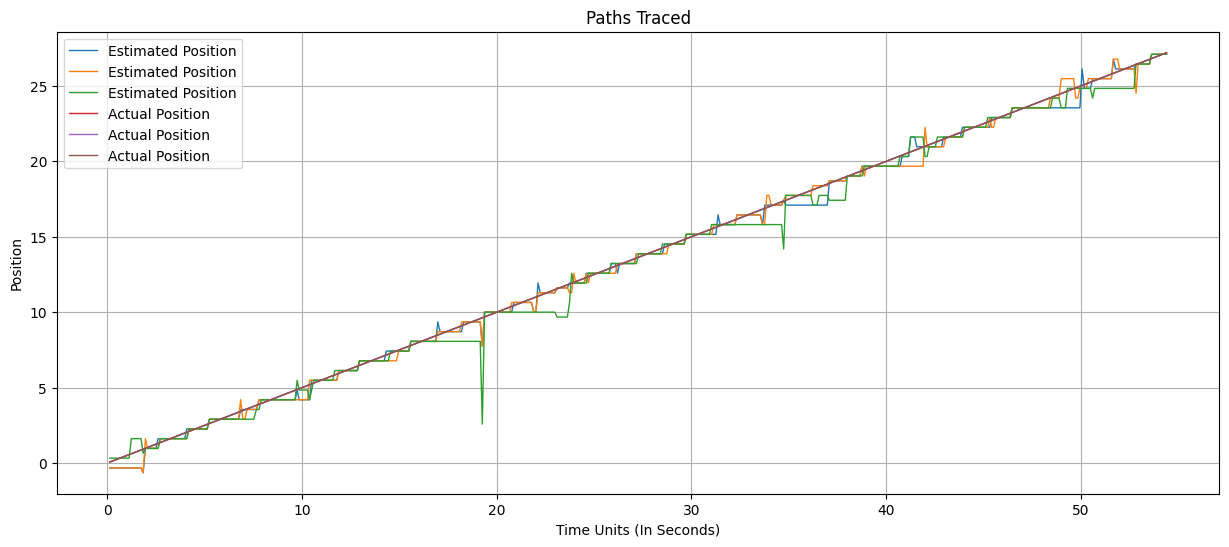 Paths Traced
Estimated Position
Estimated Position
Estimated Position
Actual Position
Actual Position
Actual Position
Position
25
20
15
10
5
0
0 10 20 30 40 50
Time Units (In Seconds)